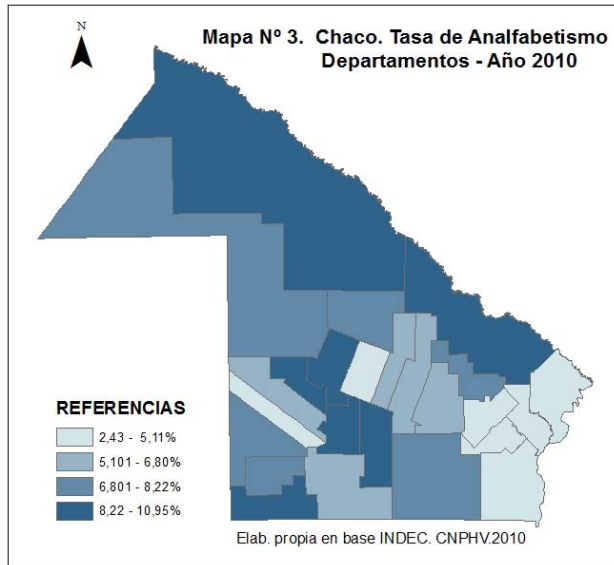 N
Mapa Nº 3. Chaco. Tasa de Analfabetismo
Departamentos - Año 2010
REFERENCIAS
2,43 - 5,11%
5,101 - 6,80%
6,801 - 8,22%
8,22 - 10,95%
Elab. propia en base INDEC. CNPHV.2010